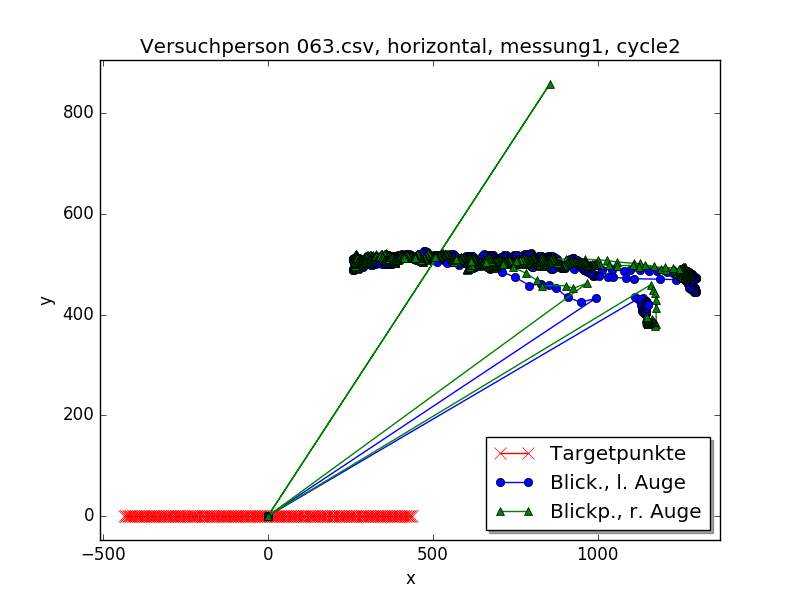 Versuchperson 063.csv, horizontal, messung1, cycle2
y
800
600
400
200
0
−500
0
500
1000
x
Targetpunkte
Blick., l. Auge
Blickp., r. Auge